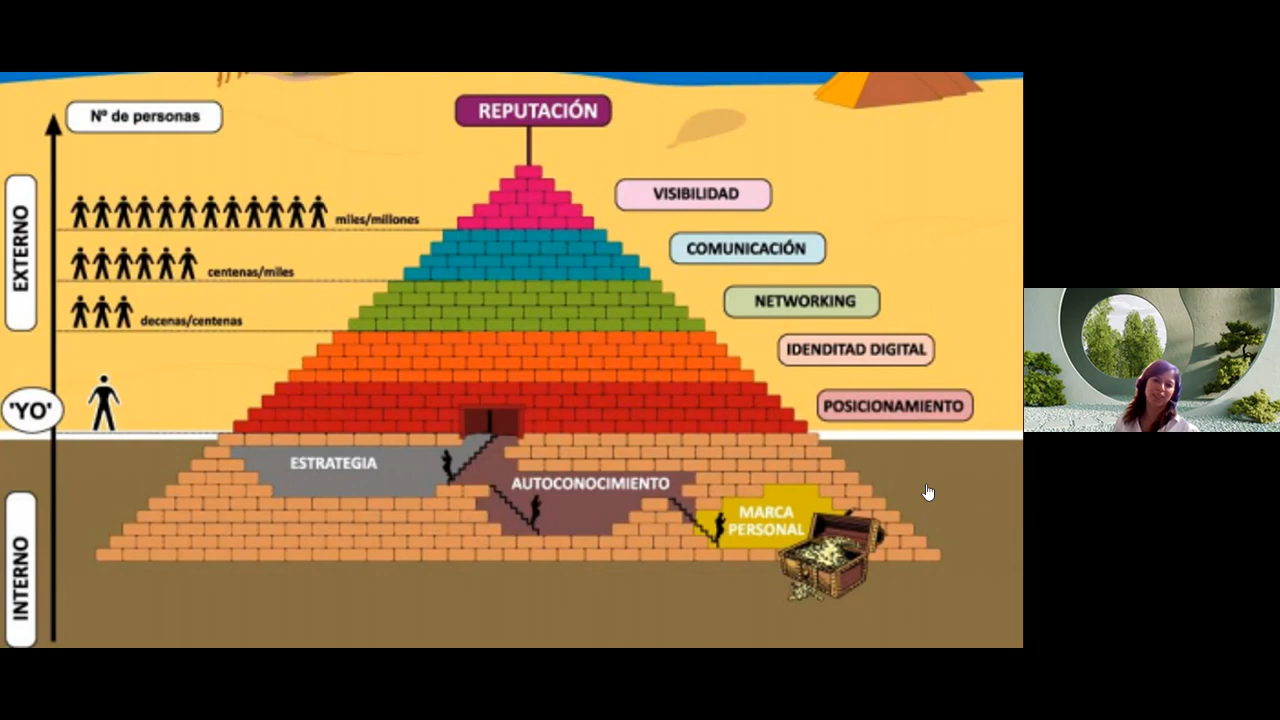 Nº de personas
REPUTACIÓN
EXTERNO
VISIBILIDAD
miles/millones
COMUNICACIÓN
centenas/miles
NETWORKING
decenas/centenas
IDENDITAD DIGITAL
'YO'
POSICIONAMIENTO
ESTRATEGIA
AUTOCONOCIMIENTO
MARCA
PERSONAL
INTERNO